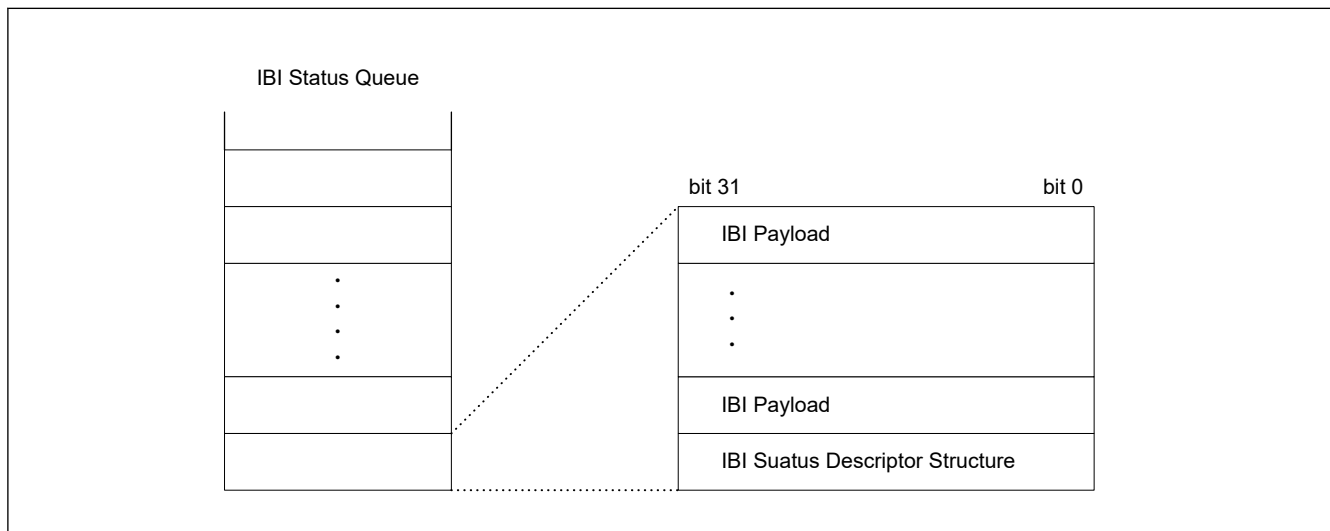 IBI Status Queue
bit 31 bit 0
IBI Payload
IBI Payload
IBI Suatus Descriptor Structure